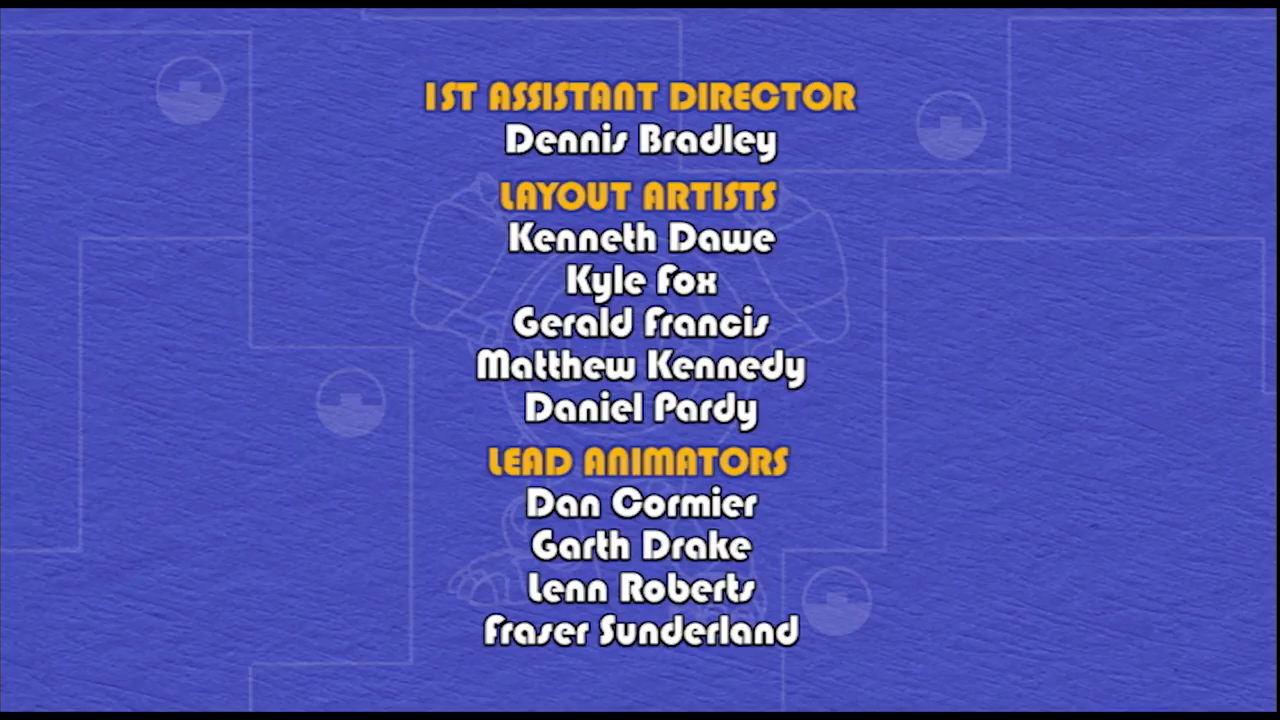 1ST ASSISTANT DIRECTOR
Dennis Bradley
LAYOUT ARTISTS
Kenneth Dawe
Kyle Fox
Gerald Francis
Matthew Kennedy
Daniel Pardy
LEAD ANIMATORS
Dan Cormier
Garth Drake
Lenn Roberts
Fraser Sunderland